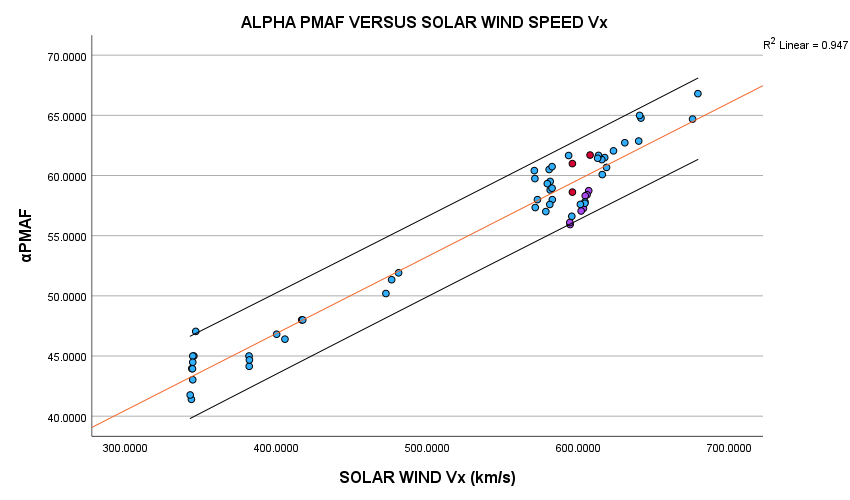 ALPHA PMAF VERSUS SOLAR WIND SPEED Vx
R2 Linear = 0.947
70.0000
65.0000
60.0000
55.0000
50.0000
45.0000
40.0000
αPMAF
300.0000 400.0000 500.0000 600.0000 700.0000
SOLAR WIND Vx (km/s)